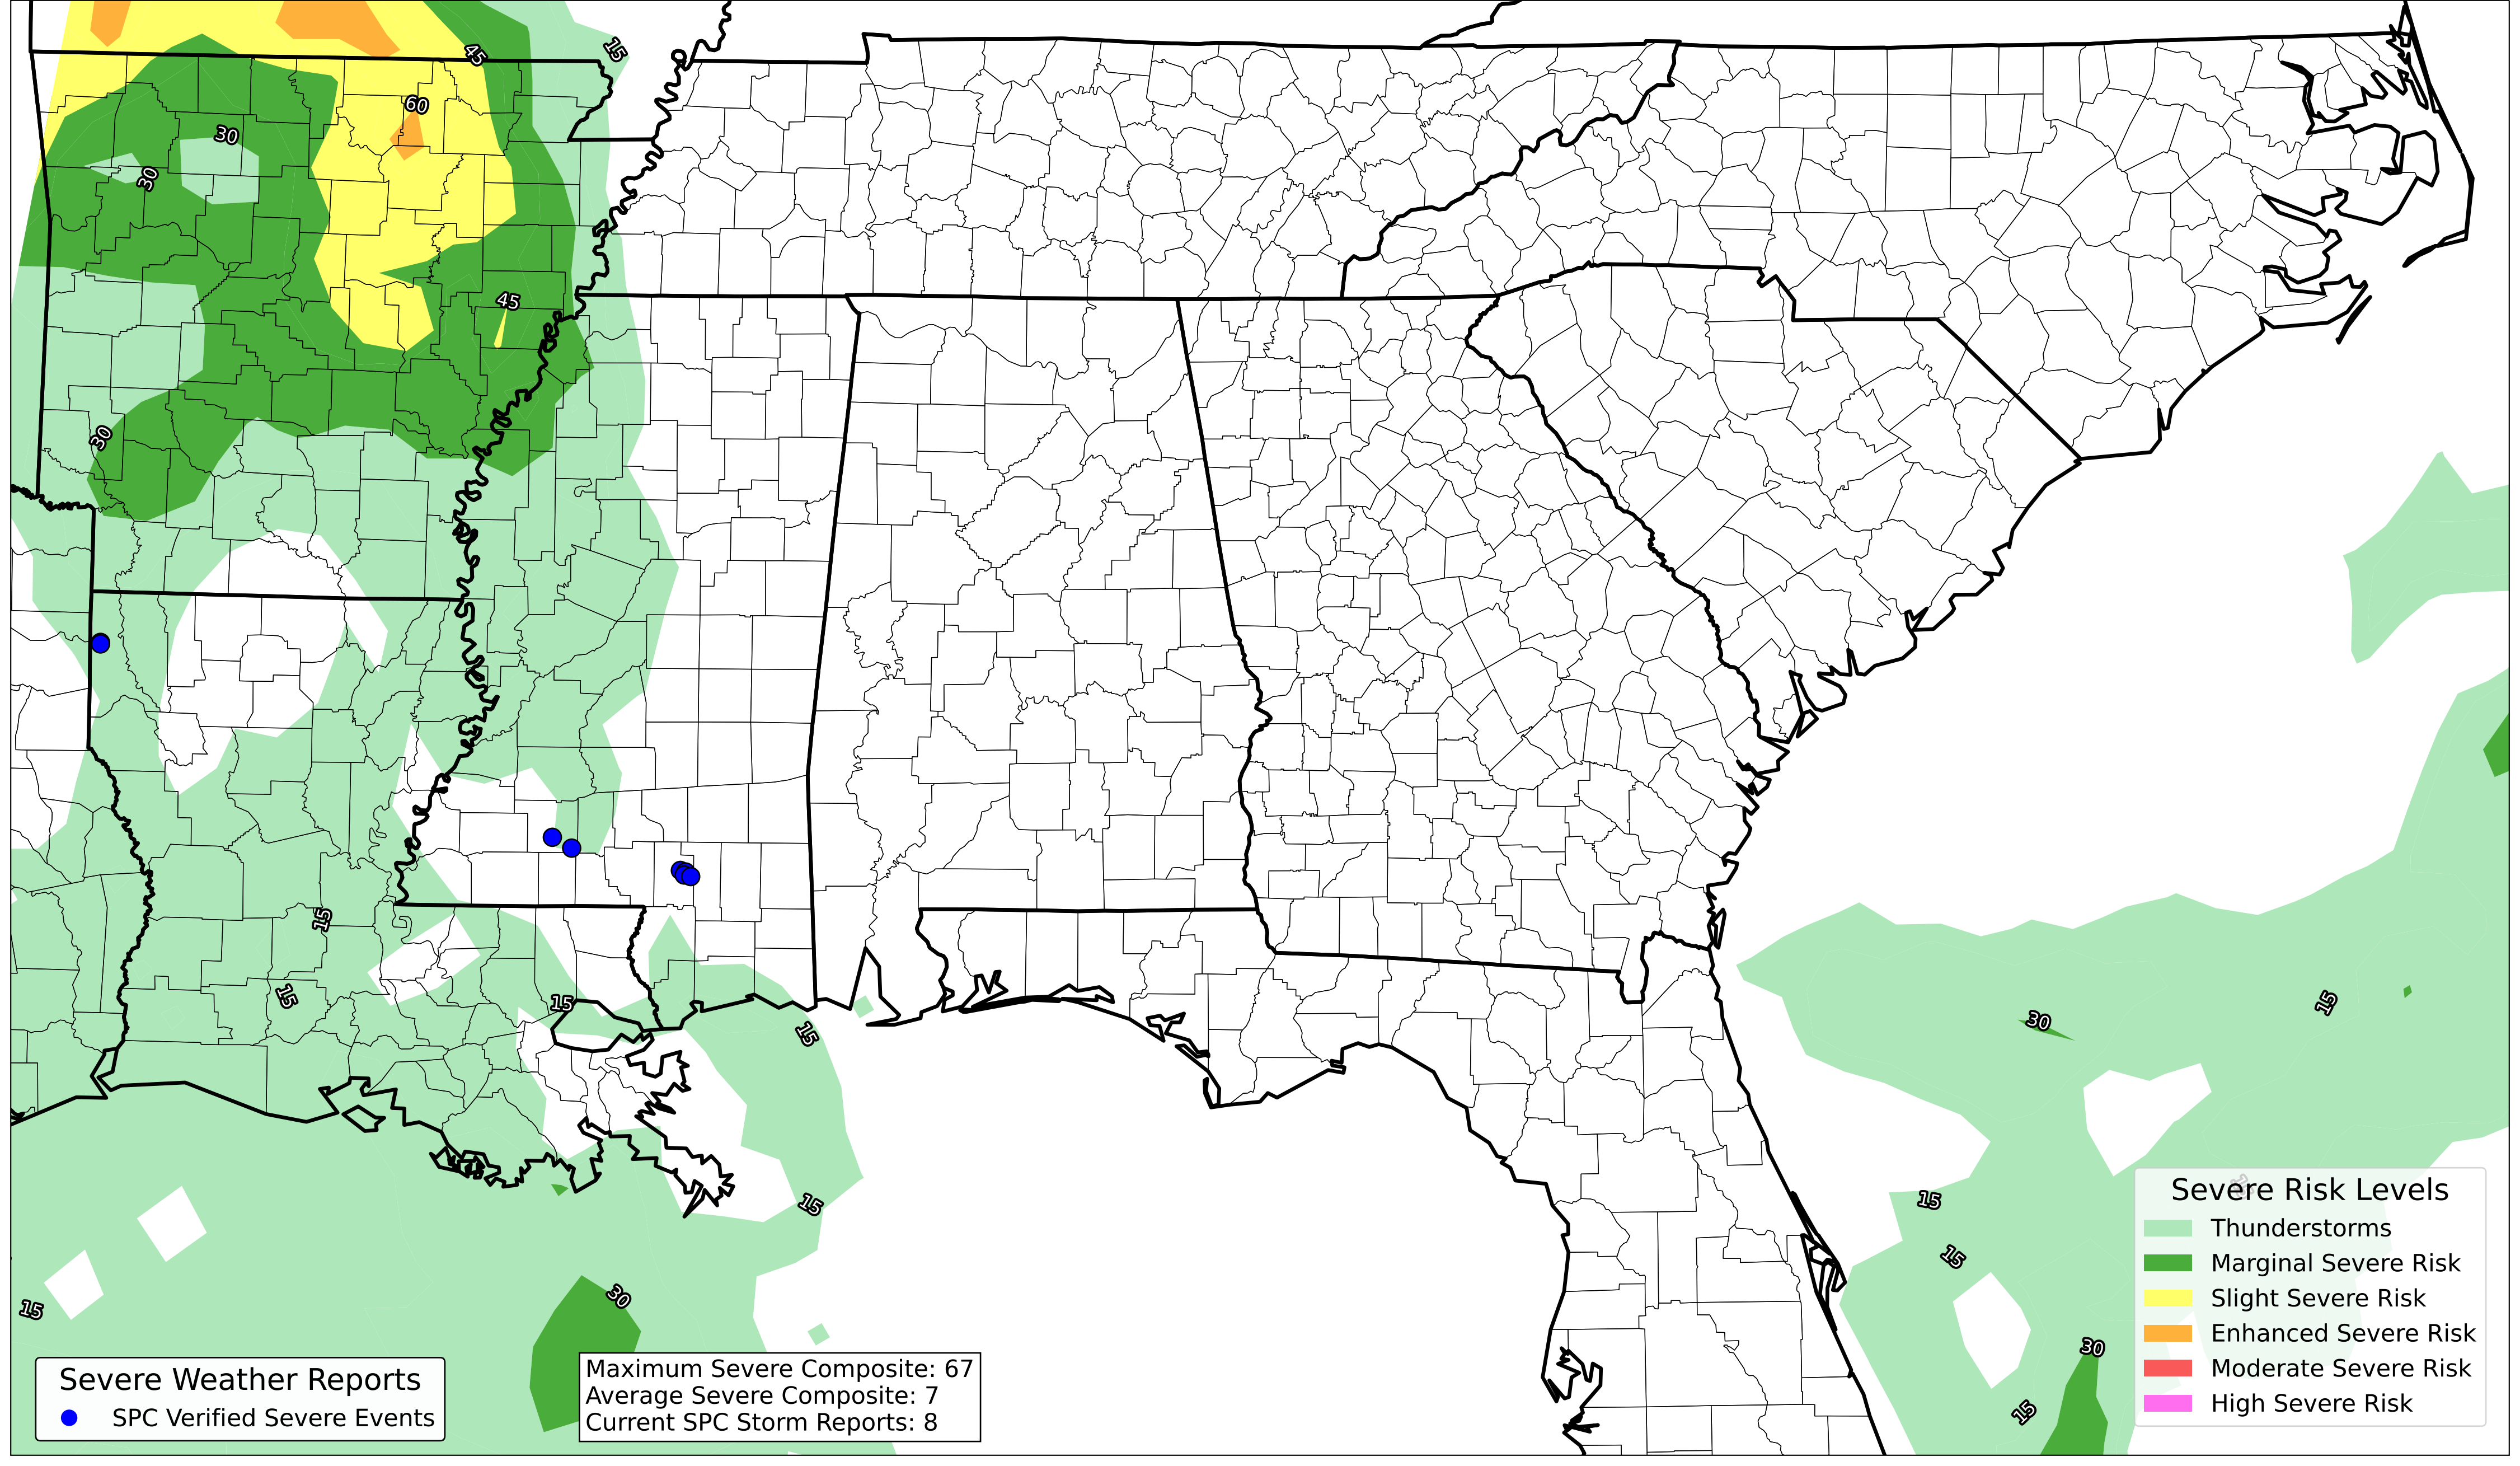 45
15
60
30
30
45
30
15
15
15
15
30
15
15
30
15
15
15
30
15
Severe Weather Reports
SPC Verified Severe Events
Maximum Severe Composite: 67
Average Severe Composite: 7
Current SPC Storm Reports: 8
Severe Risk Levels
Thunderstorms
Marginal Severe Risk
Slight Severe Risk
Enhanced Severe Risk
Moderate Severe Risk
High Severe Risk